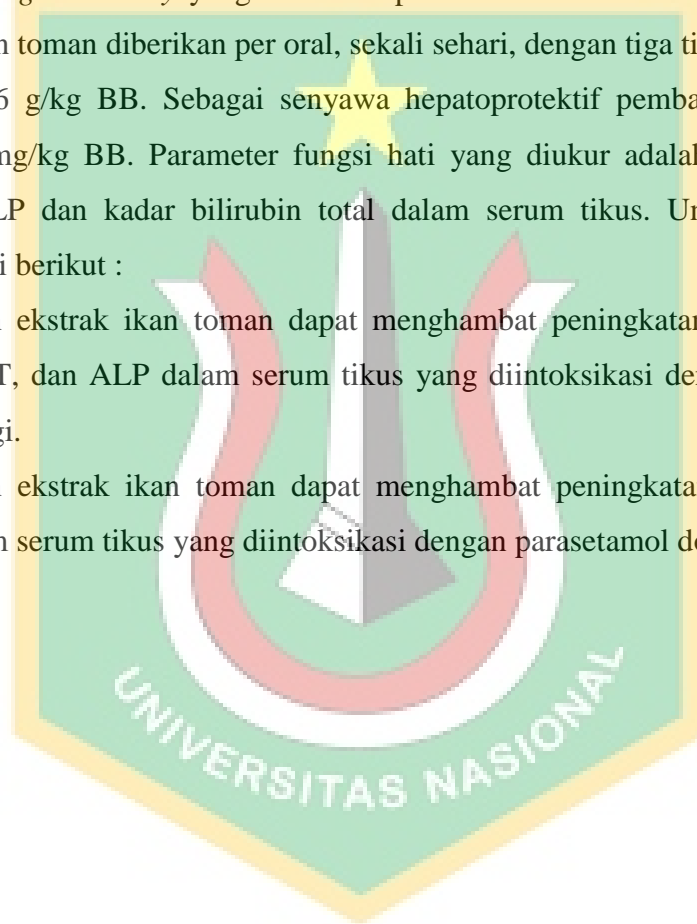 n toman diberikan per oral, sekali sehari, dengan tiga ti
6 g/kg BB. Sebagai senyawa hepatoprotektif pemba
mg/kg BB. Parameter fungsi hati yang diukur adalah
LP dan kadar bilirubin total dalam serum tikus. Un
i berikut :
ekstrak ikan toman dapat menghambat peningkatan
T, dan ALP dalam serum tikus yang diintoksikasi de
gi.
ekstrak ikan toman dapat menghambat peningkata
n serum tikus yang diintoksikasi dengan parasetamol do
UNIVERSITAS NASIONAL